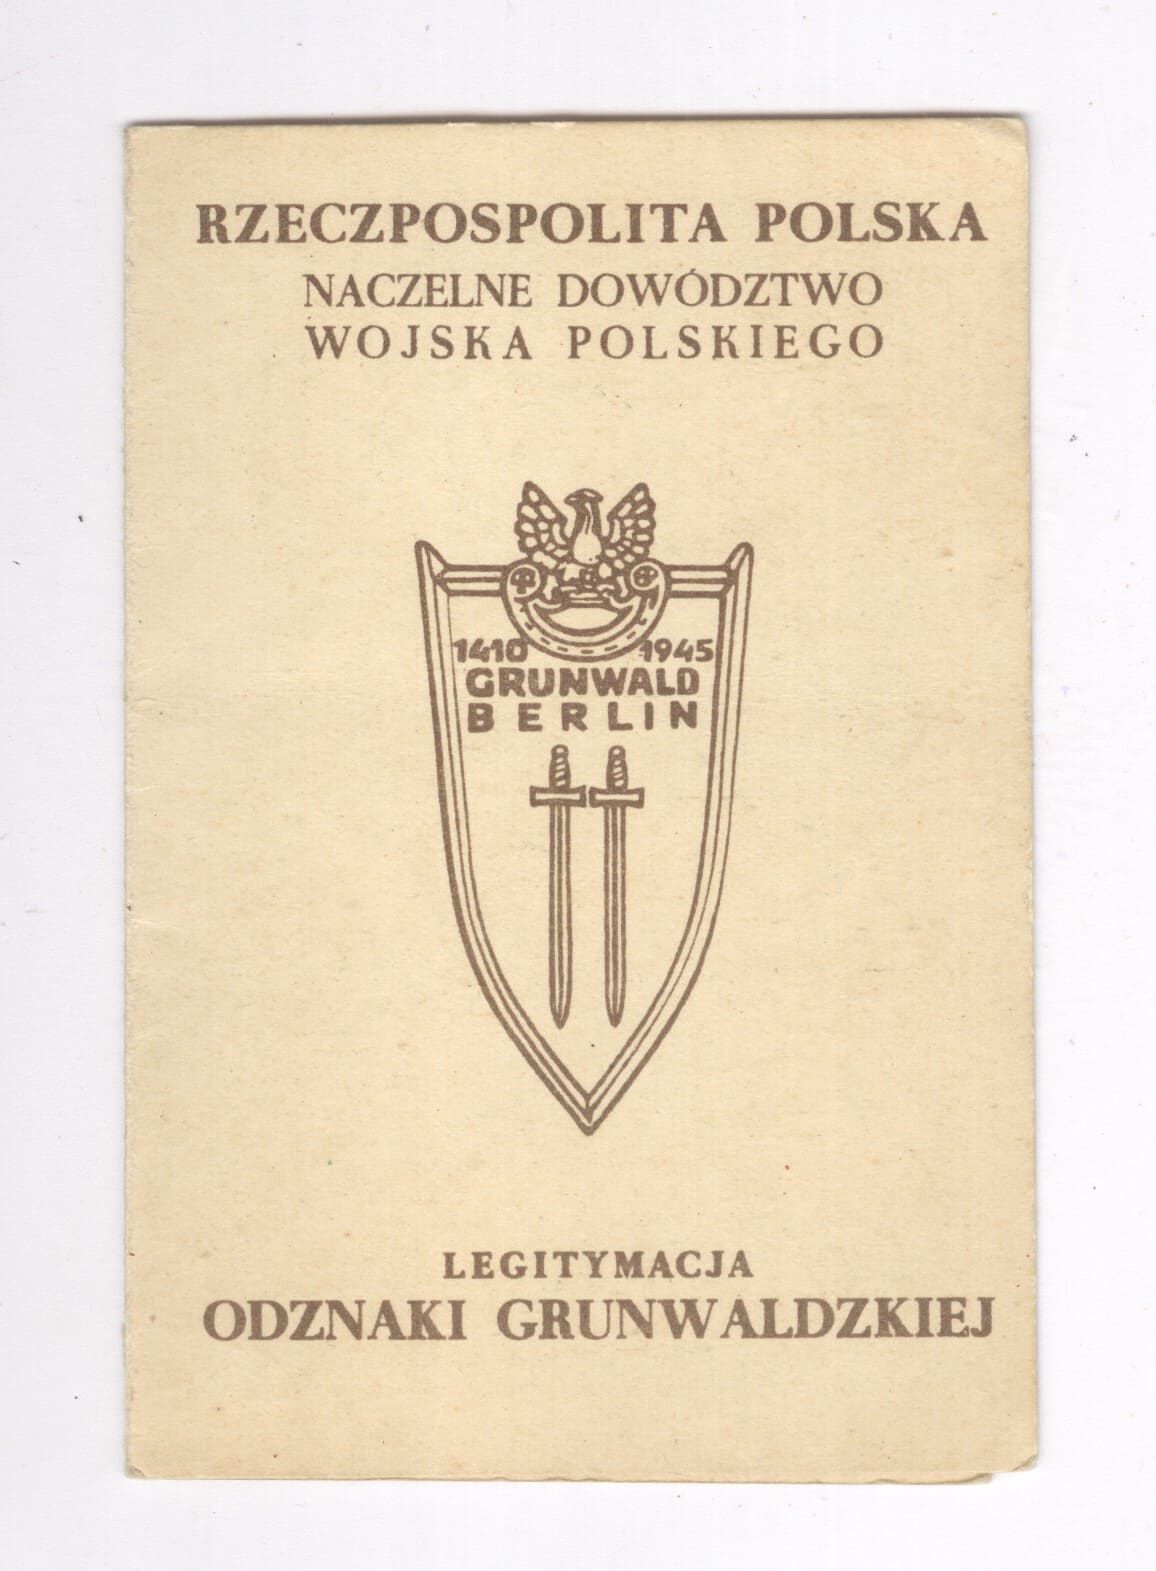 RZECZPOSPOLITA POLSKA
NACZELNE DOWÓDZTWO
WOJSKA POLSKIEGO
1410 1945
GRUNWALD
BERLIN
LEGITYMACJA
ODZNAKI GRUNWALDZKIEJ